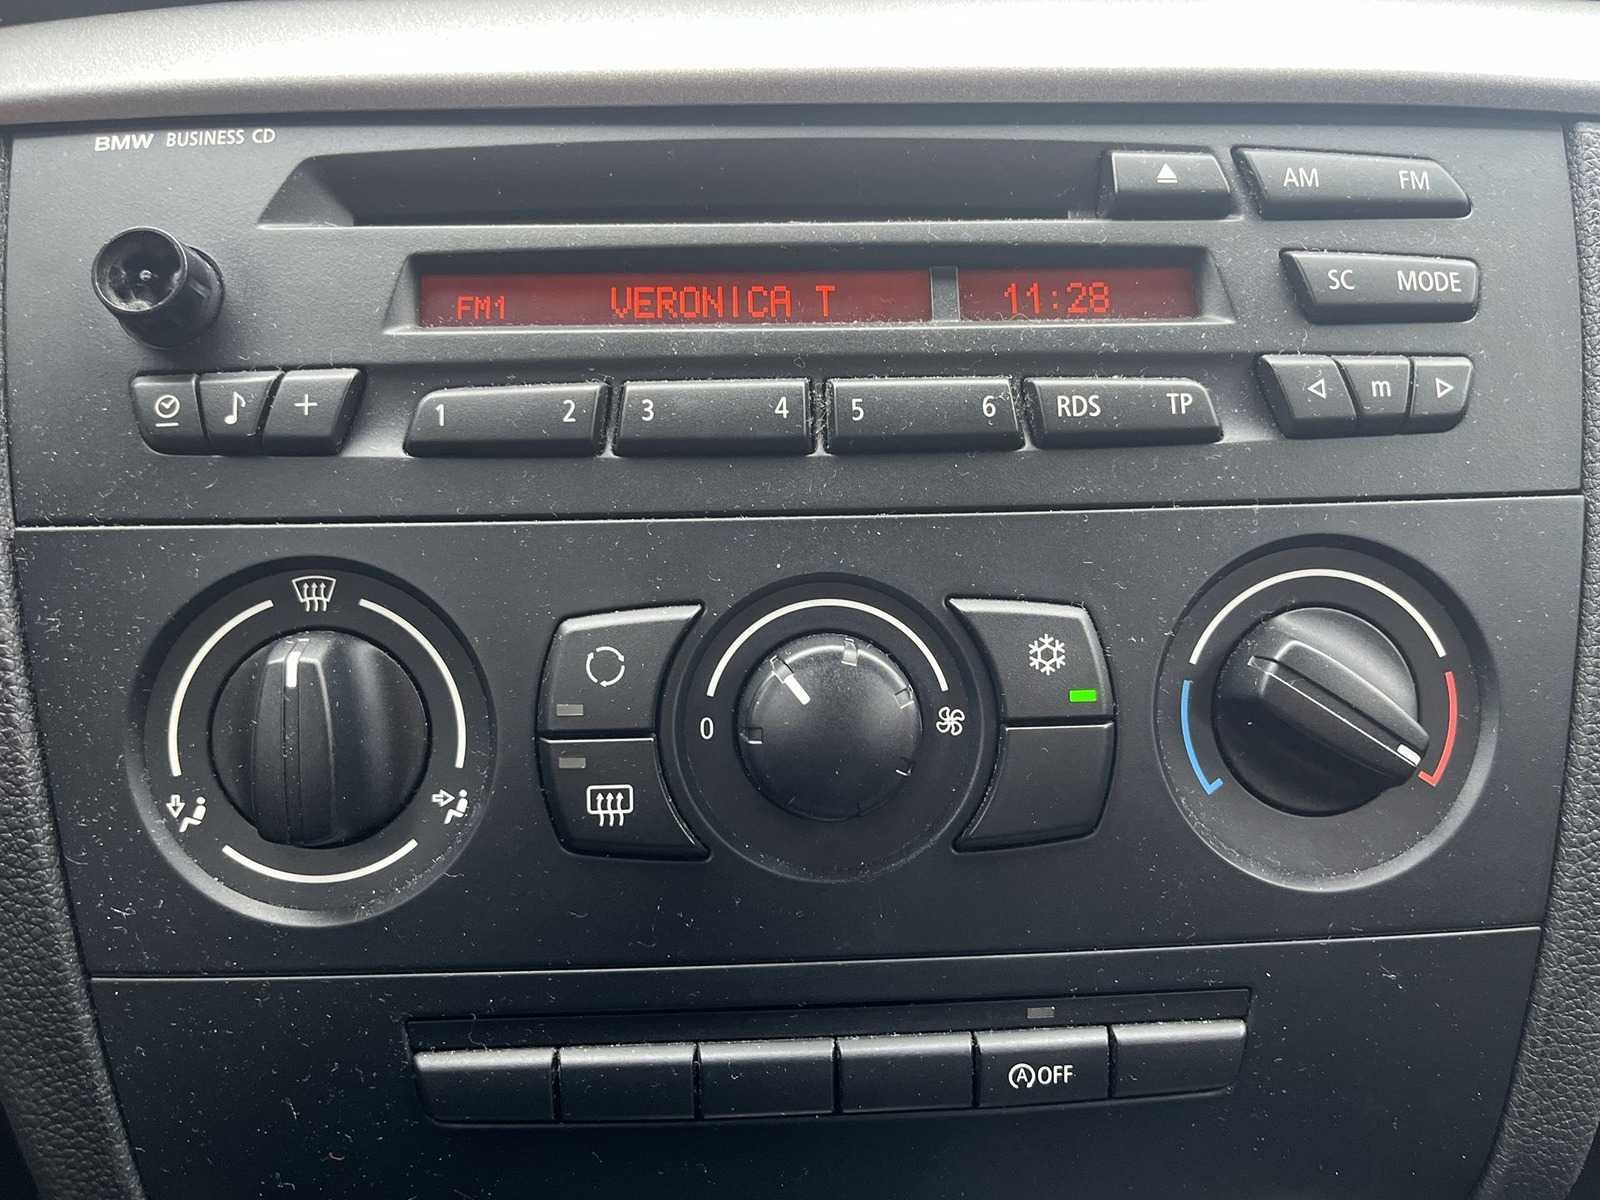 BMW BUSINESS CD
AM FM
FM1 VERONICA T 11:28
SC MODE
1 2 3 4 5 6 RDS TP m
0
A OFF